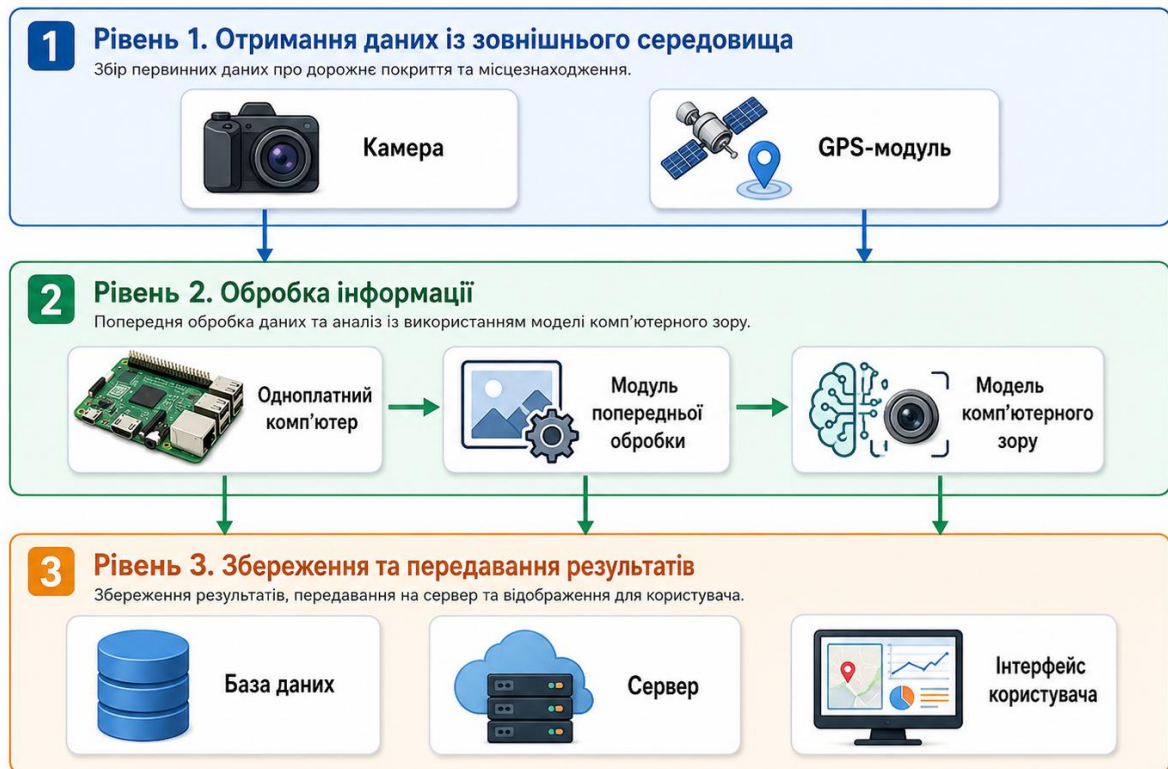 1
Рівень 1. Отримання даних із зовнішнього середовища
Збір первинних даних про дорожнє покриття та місцезнаходження.
Камера
GPS-модуль
2
Рівень 2. Обробка інформації
Попередня обробка даних та аналіз із використанням моделі комп'ютерного зору.
Одноплатний
комп'ютер
Модуль
попередньої
обробки
Модель
комп'ютерного
зору
3
Рівень 3. Збереження та передавання результатів
Збереження результатів, передавання на сервер та відображення для користувача.
База даних
Сервер
Інтерфейс
користувача